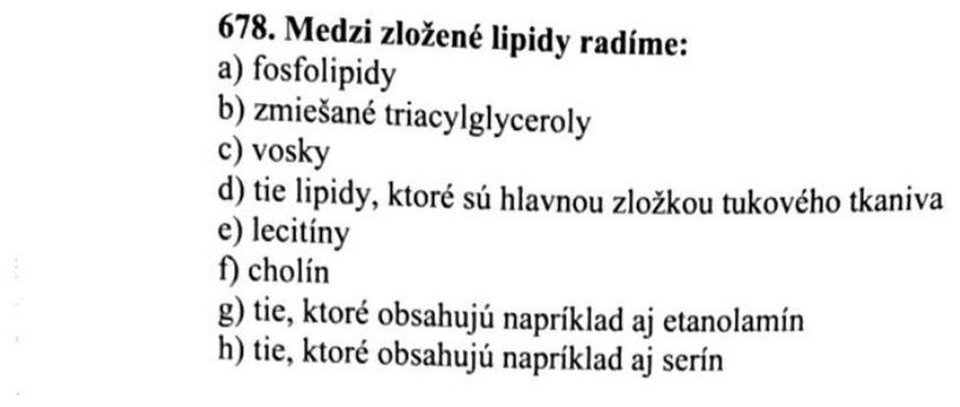 678. Medzi zložené lipidy radíme:
a) fosfolipidy
b) zmiešané triacylglyceroly
c) vosky
d) tie lipidy, ktoré sú hlavnou zložkou tukového tkaniva
e) lecitíny
f) cholín
g) tie, ktoré obsahujú napríklad aj etanolamín
h) tie, ktoré obsahujú napríklad aj serín